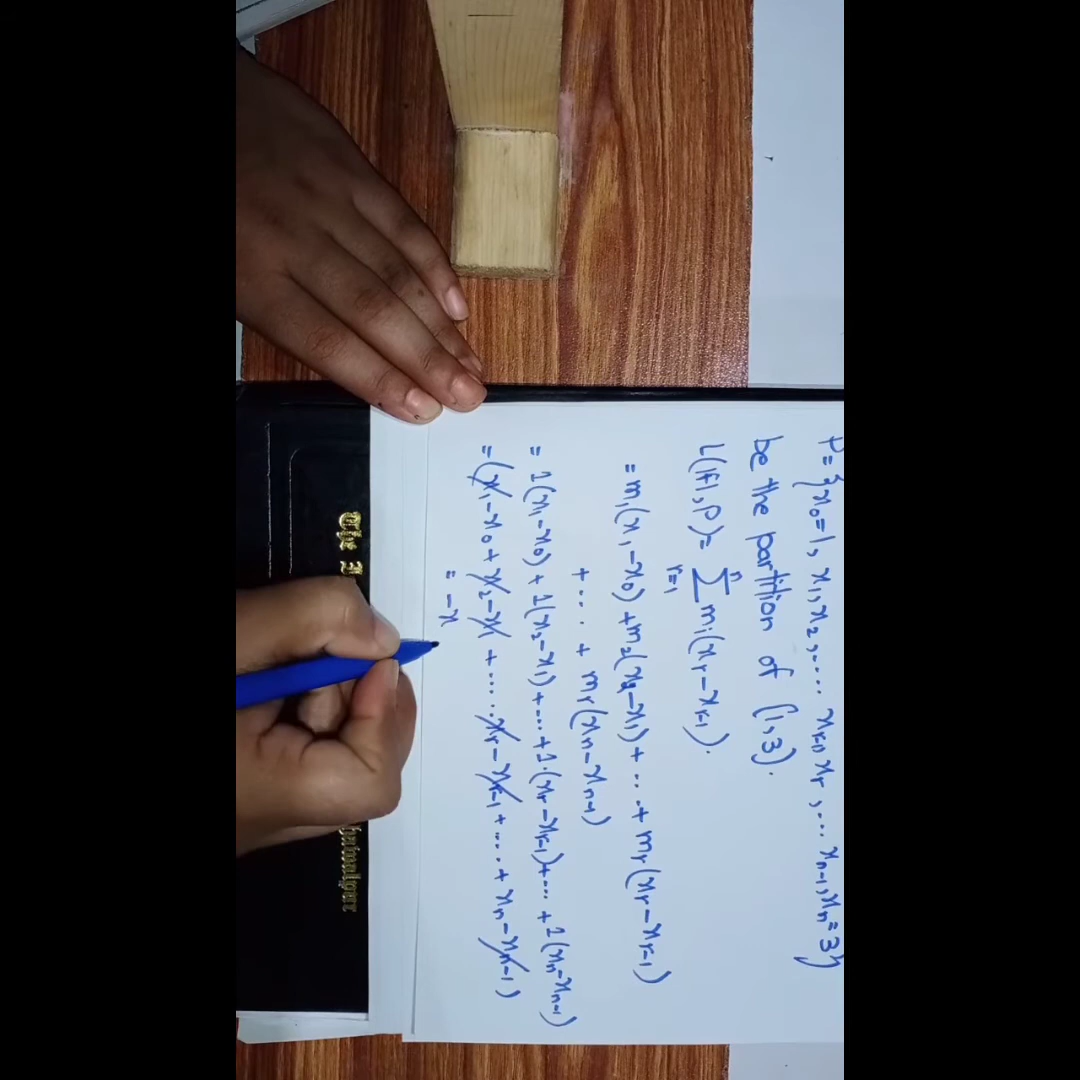 P = {x₀=1, x₁, x₂, .... xᵣ₋₁, xᵣ, ... xₙ₋₁, xₙ = 3}
be the partition of [1,3].
L(|F|, P) = ∑ⁿᵣ₌₁ mᵢ(xᵣ − xᵣ₋₁).
= m₁(x₁ − x₀) + m₂(x₂ − x₁) + ... + mᵣ(xᵣ − xᵣ₋₁)
+ ... + mᵣ(xₙ − xₙ₋₁)
= 1(x₁ − x₀) + 1(x₂ − x₁) + ... + 1.(xᵣ − xᵣ₋₁) + ... + 1(xₙ − xₙ₋₁)
= (x₁ − x₀ + x₂ − x₁ + .... xᵣ − xᵣ₋₁ + .... + xₙ − xₙ₋₁)
= −x
The